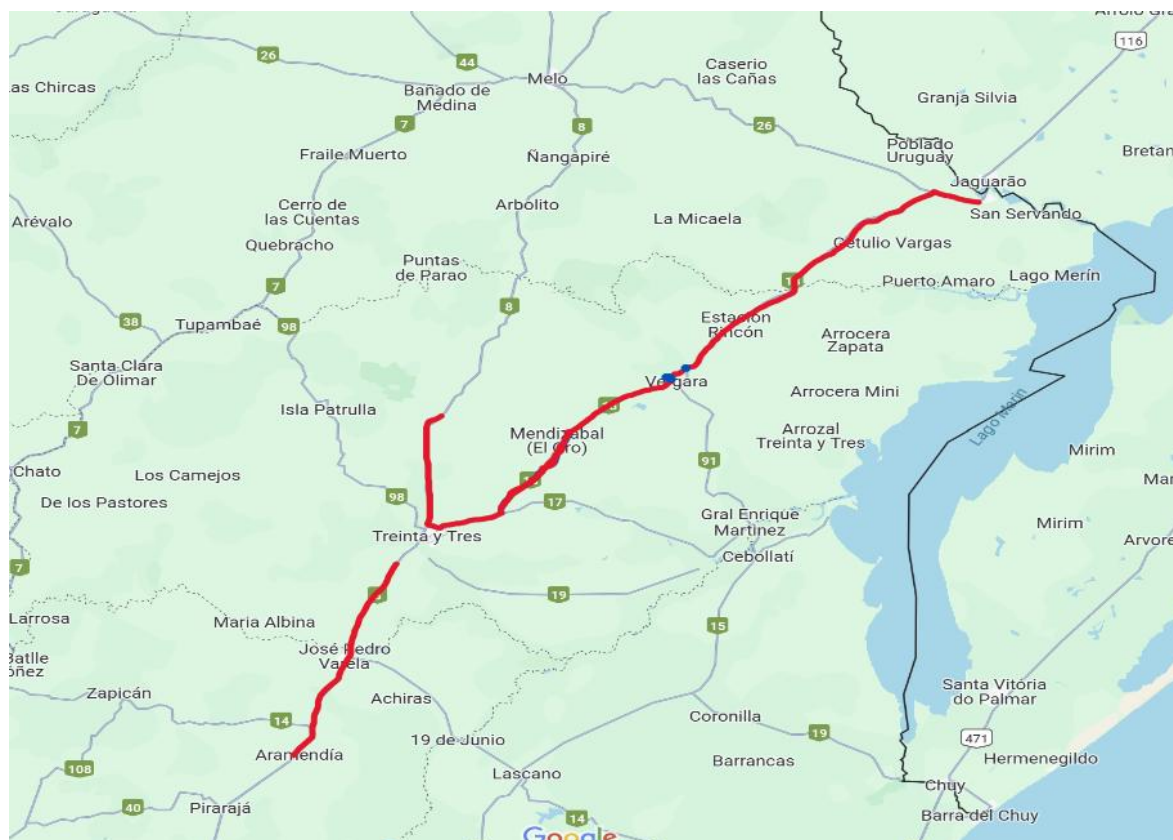 Arroio Gra
116
26
44
Melo
Caserio
las Cañas
as Chircas
Bañado de
Medina
Granja Silvia
7
8
26
Fraile Muerto
Ñangapiré
Poblado
Uruguay
Bretan
Jaguarão
Cerro de
las Cuentas
Arbolito
San Servando
Arévalo
La Micaela
Quebracho
Getulio Vargas
Puntas
de Parao
Lago Merín
7
Puerto Amaro
8
38
98
Tupambaé
Estación
Rincón
Arrocera
Zapata
Santa Clara
De Olimar
Vergara
Arrocera Mini
Isla Patrulla
7
Mendizabal
(El Oro)
Arrozal
Treinta y Tres
Lago Merín
Chato
Los Camejos
91
Mirim
De los Pastores
98
17
Gral Enrique
Martinez
Mirim
Treinta y Tres
Cebollatí
Arvore
7
19
Larrosa
Maria Albina
15
Batlle
José Pedro
Varela
Zapicán
Achiras
Santa Vitória
do Palmar
14
Coronilla
19
Aramendía
19 de Junio
471
108
Barrancas
Hermenegildo
Lascano
40
Pirarajá
14
Chuy
Barra del Chuy
Google